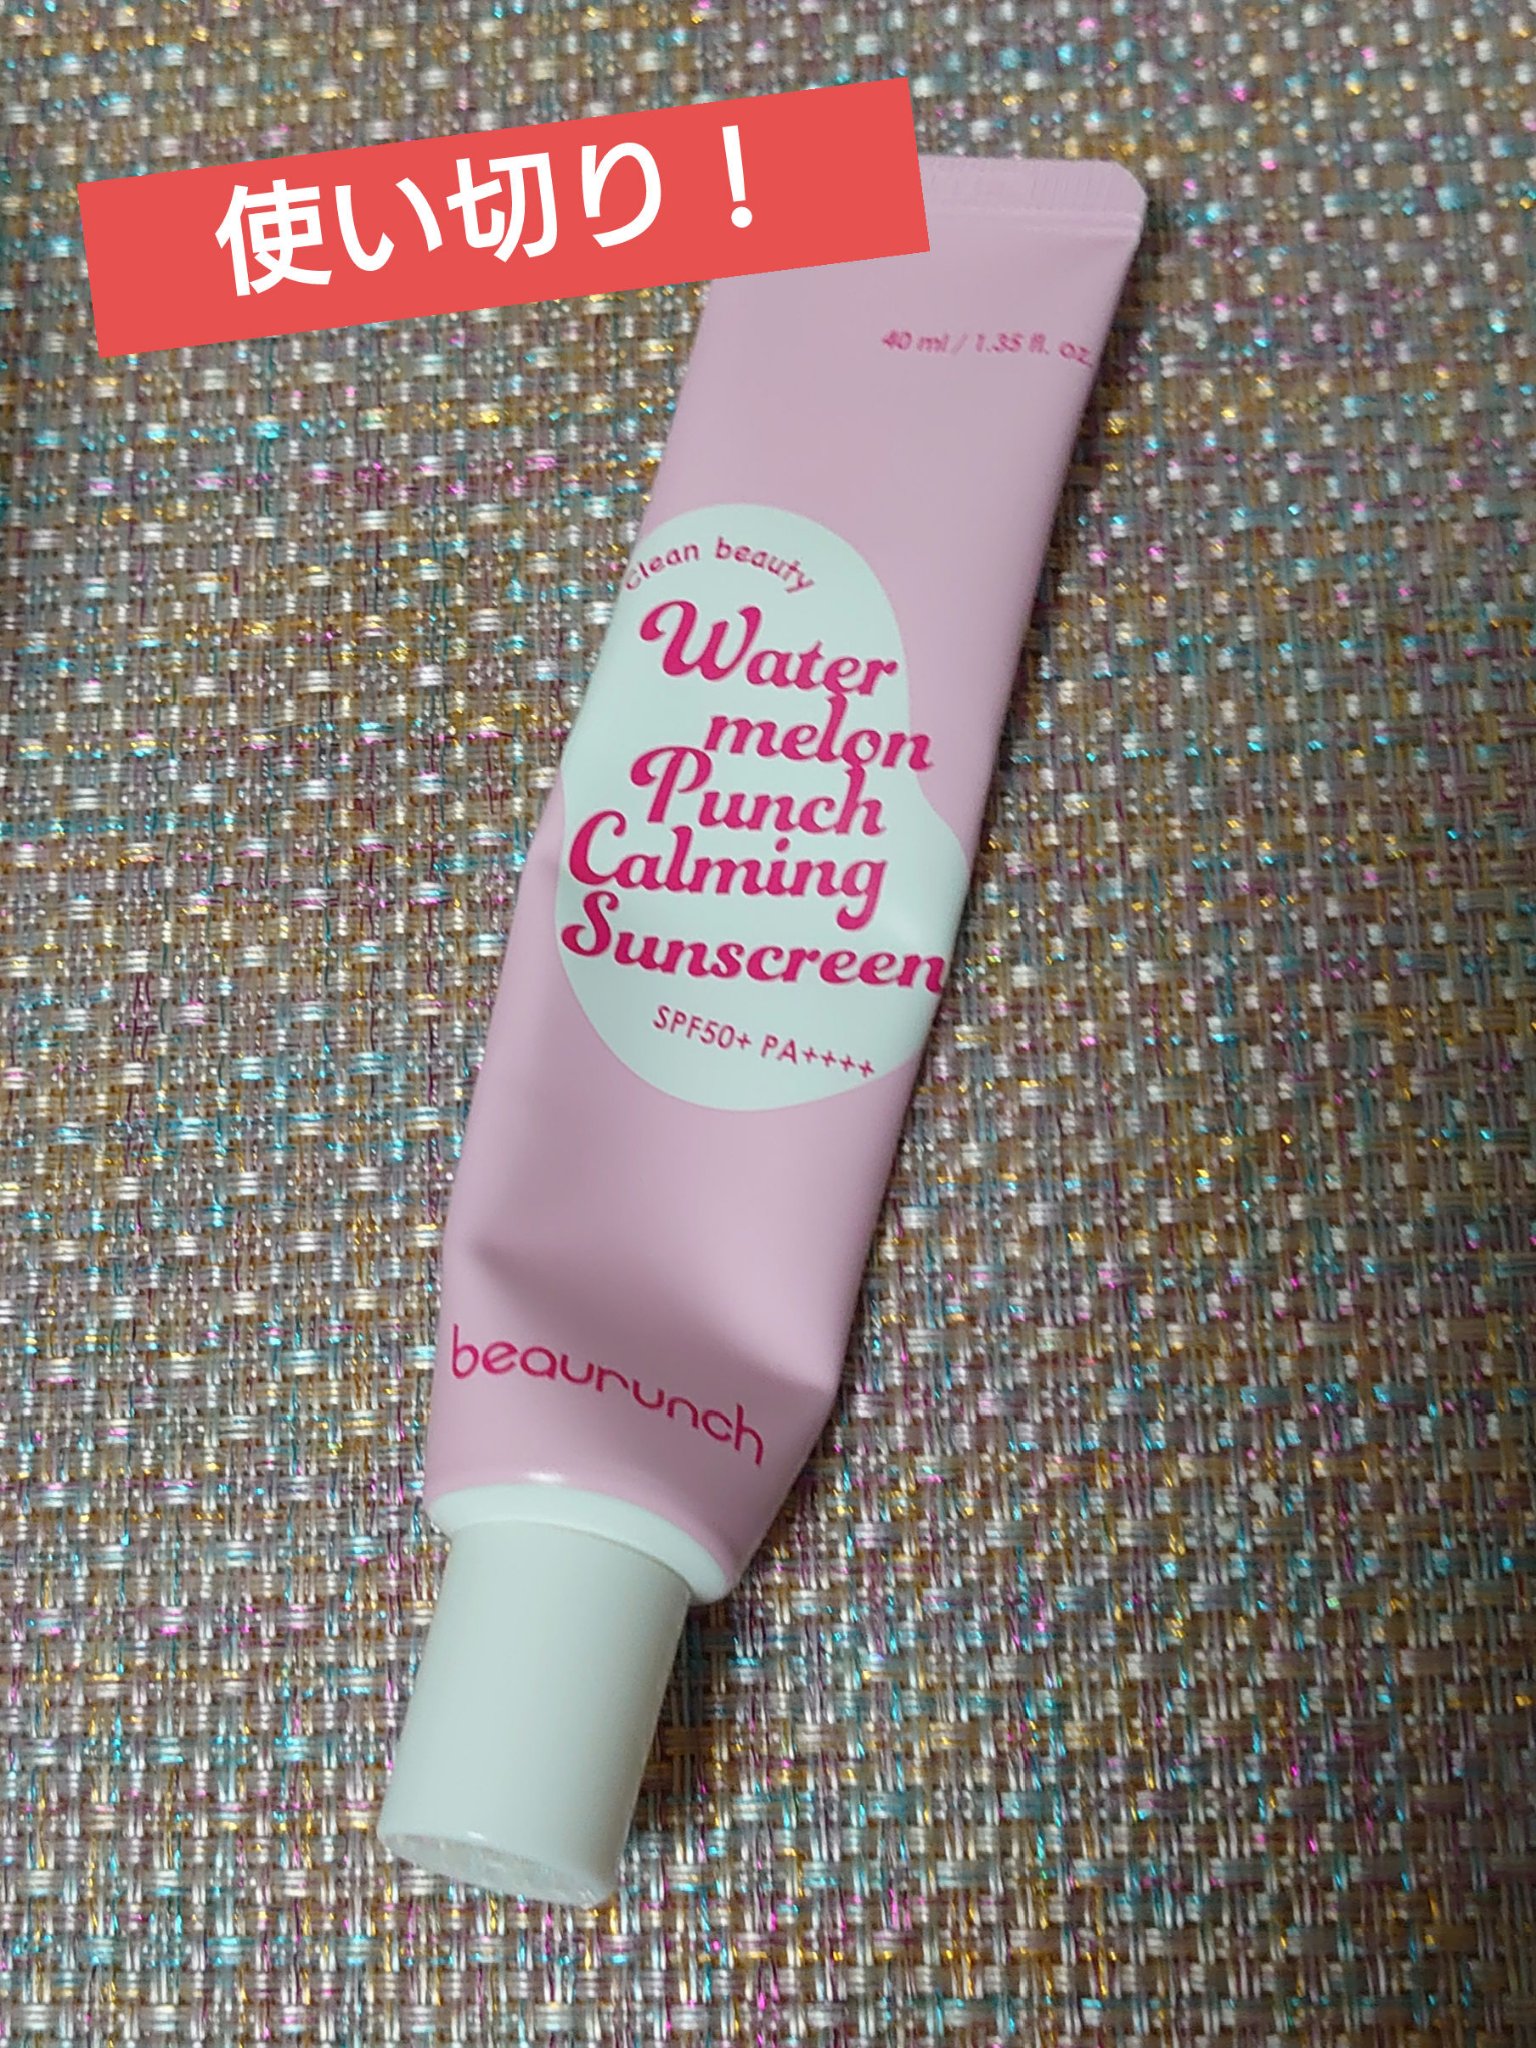 使い切り!
40 ml / 1.35 fl. oz.
Clean beauty
Water
melon
Punch
Calming
Sunscreen
SPF50+ PA++++
beaurunch